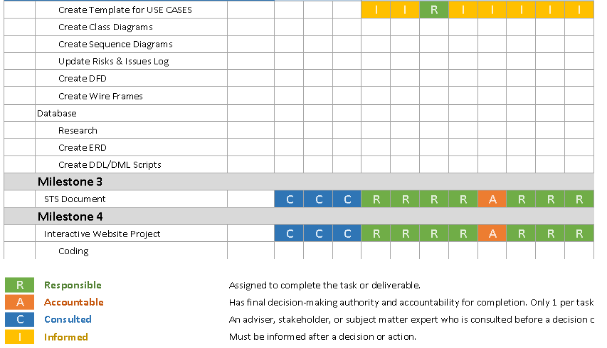 Create Template for USE CASES I I R I I I I I
Create Class Diagrams
Create Sequence Diagrams
Update Risks & Issues Log
Create DFD
Create Wire Frames
Database
Research
Create ERD
Create DDL/DML Scripts
Milestone 3
STS Document C C C R R R R A R R R
Milestone 4
Interactive Website Project C C C R R R R A R R R
Coding
R Responsible Assigned to complete the task or deliverable.
A Accountable Has final decision-making authority and accountability for completion. Only 1 per task
C Consulted An adviser, stakeholder, or subject matter expert who is consulted before a decision
I Informed Must be informed after a decision or action.